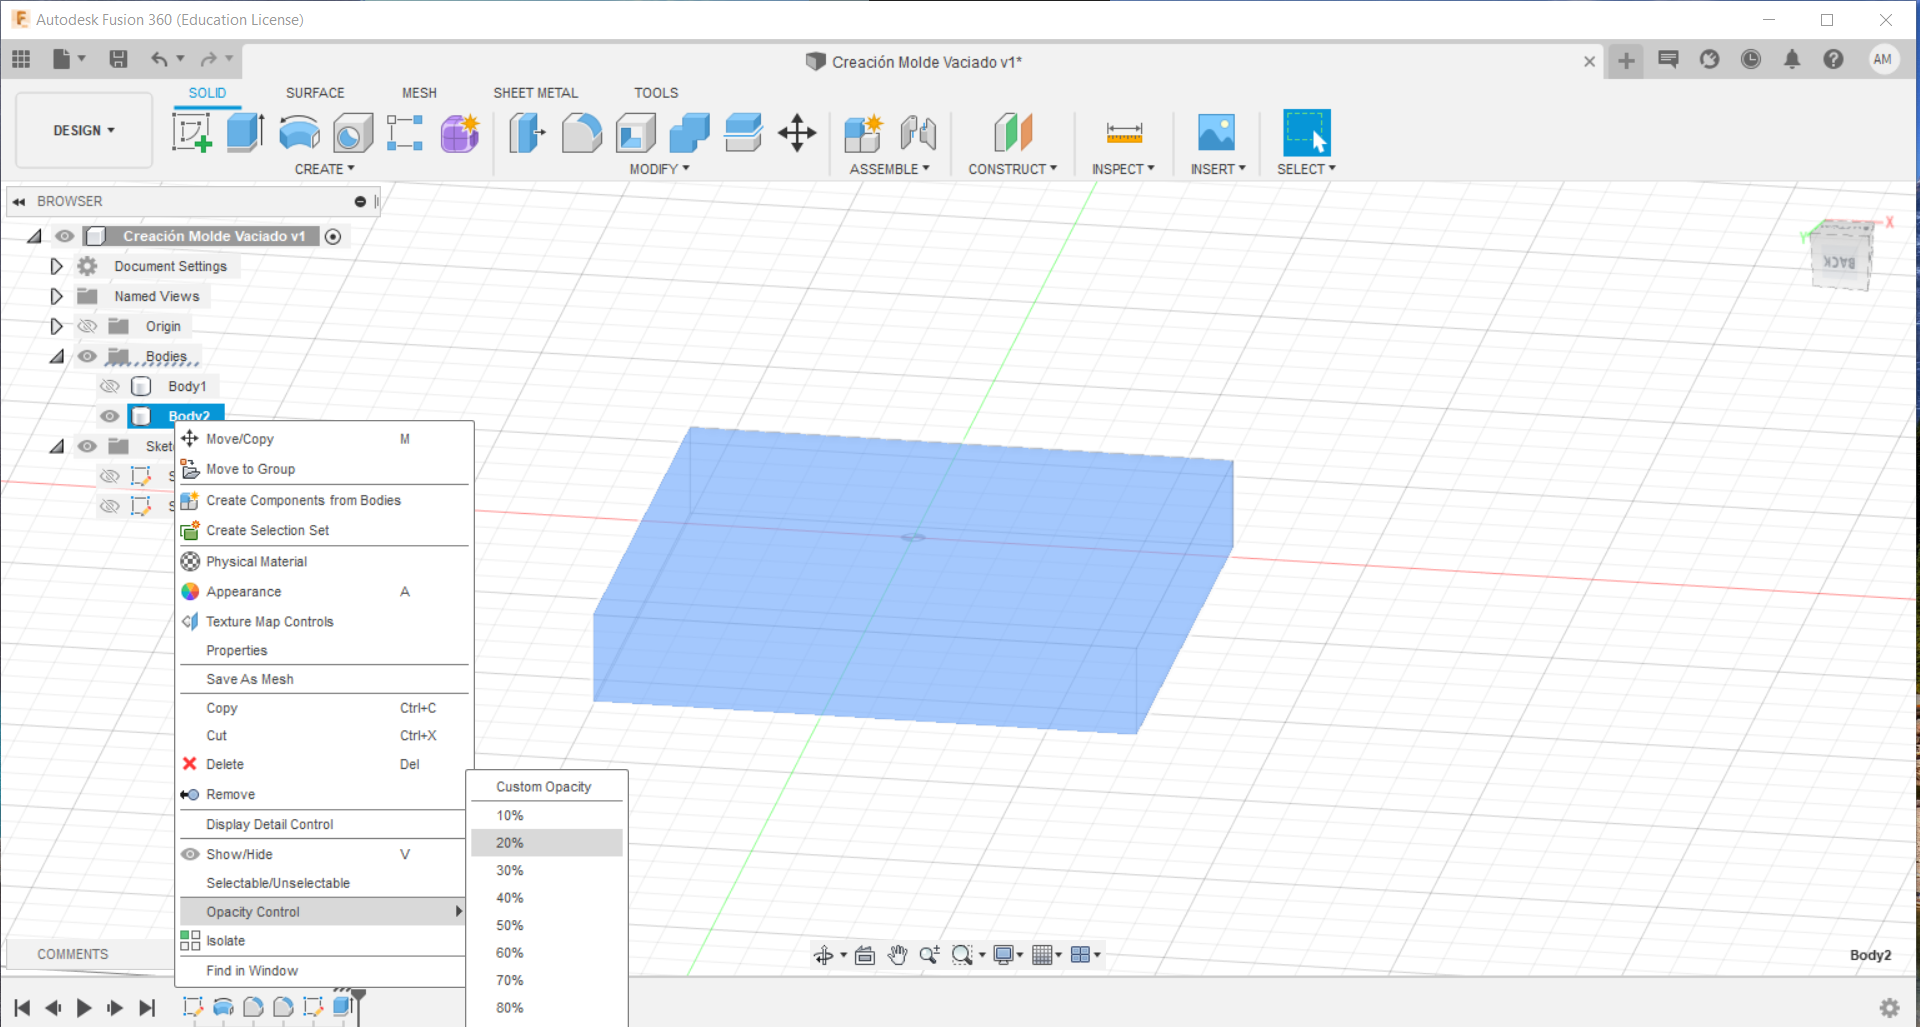 Autodesk Fusion 360 (Education License)
Creación Molde Vaciado v1*
AM
DESIGN
SOLID SURFACE MESH SHEET METAL TOOLS
CREATE MODIFY ASSEMBLE CONSTRUCT INSPECT INSERT SELECT
BROWSER
Creación Molde Vaciado v1
Document Settings
Named Views
Origin
Bodies
Body1
Body2
Sket
S
S
Move/Copy M
Move to Group
Create Components from Bodies
Create Selection Set
Physical Material
Appearance A
Texture Map Controls
Properties
Save As Mesh
Copy Ctrl+C
Cut Ctrl+X
Delete Del
Remove
Display Detail Control
Show/Hide V
Selectable/Unselectable
Opacity Control
Isolate
Find in Window
Custom Opacity
10%
20%
30%
40%
50%
60%
70%
80%
X
Y
BACK
COMMENTS
Body2